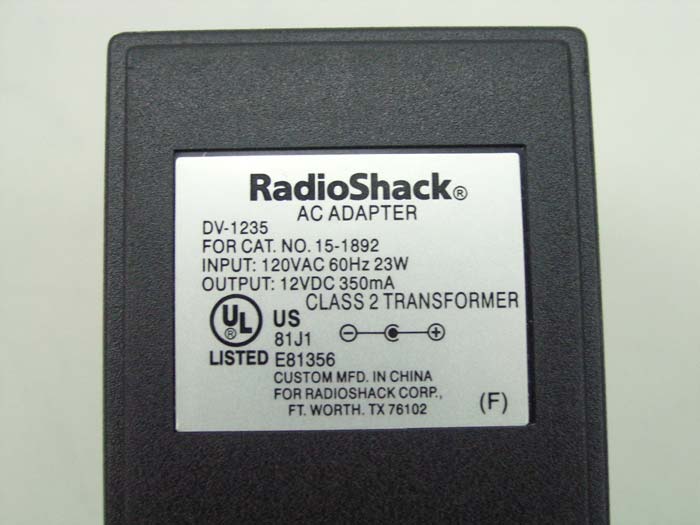 RadioShack®
AC ADAPTER
DV-1235
FOR CAT. NO. 15-1892
INPUT: 120VAC 60Hz 23W
OUTPUT: 12VDC 350mA
CLASS 2 TRANSFORMER
UL® US
81J1
LISTED E81356
CUSTOM MFD. IN CHINA
FOR RADIOSHACK CORP.,
FT. WORTH. TX 76102
(F)